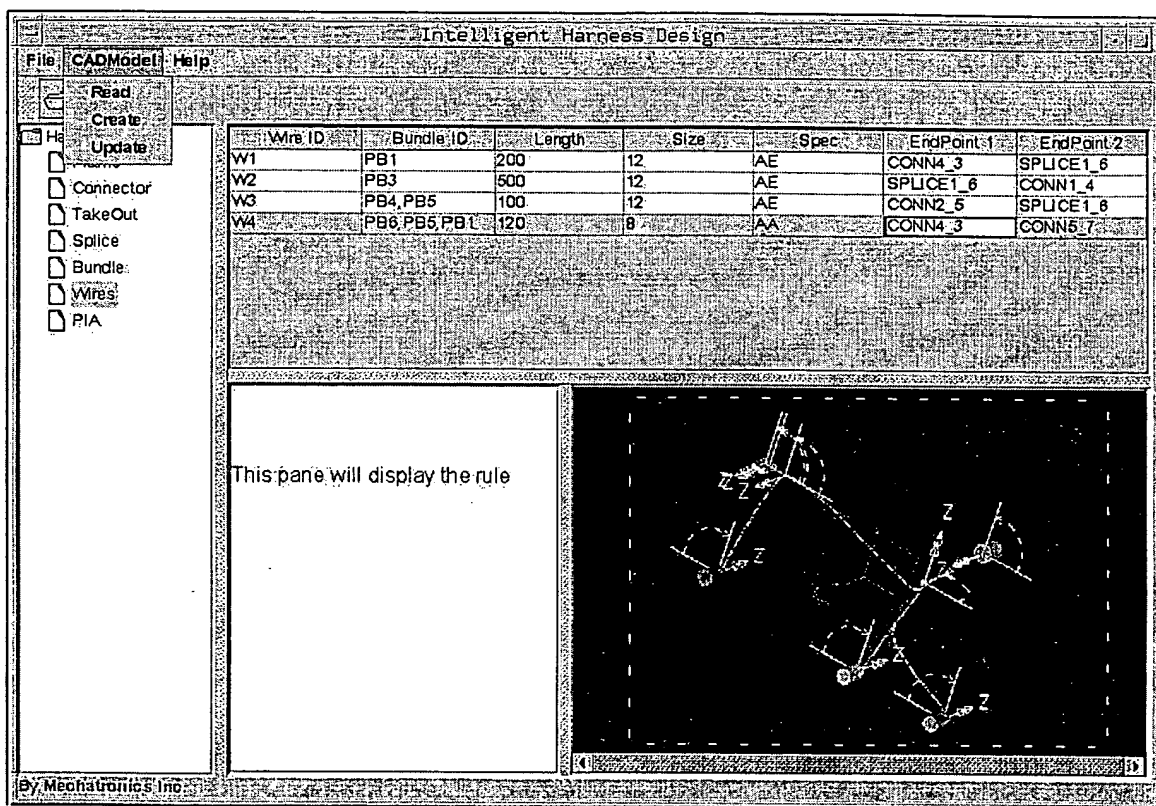 Intelligent Harness Design
File CADModel Help
Read
Create
Update
Ha
Connector
TakeOut
Splice
Bundle
Wires
PIA
Wire ID Bundle ID Length Size Spec EndPoint 1 EndPoint 2
W1 PB1 200 12 AE CONN4_3 SPLICE1_6
W2 PB3 500 12 AE SPLICE1_6 CONN1_4
W3 PB4,PB5 100 12 AE CONN2_5 SPLICE1_6
W4 PB6,PB5,PB1 120 8 AA CONN4_3 CONN5_7
This pane will display the rule
Z
Z
Z
Z
Z
Z
By Mechatronics Inc